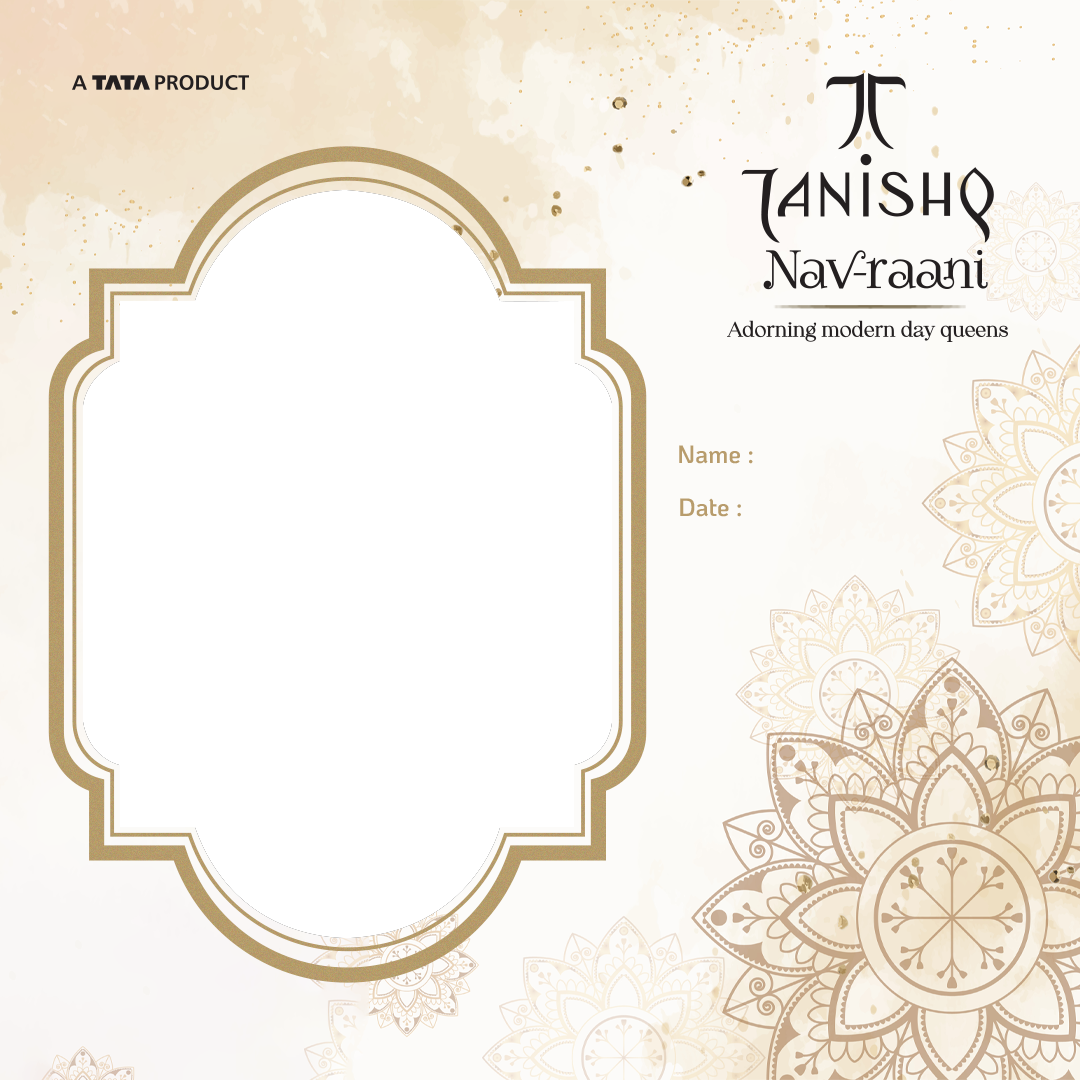 A TATA PRODUCT
TANISHQ
Nav-raani
Adorning modern day queens
Name :
Date :